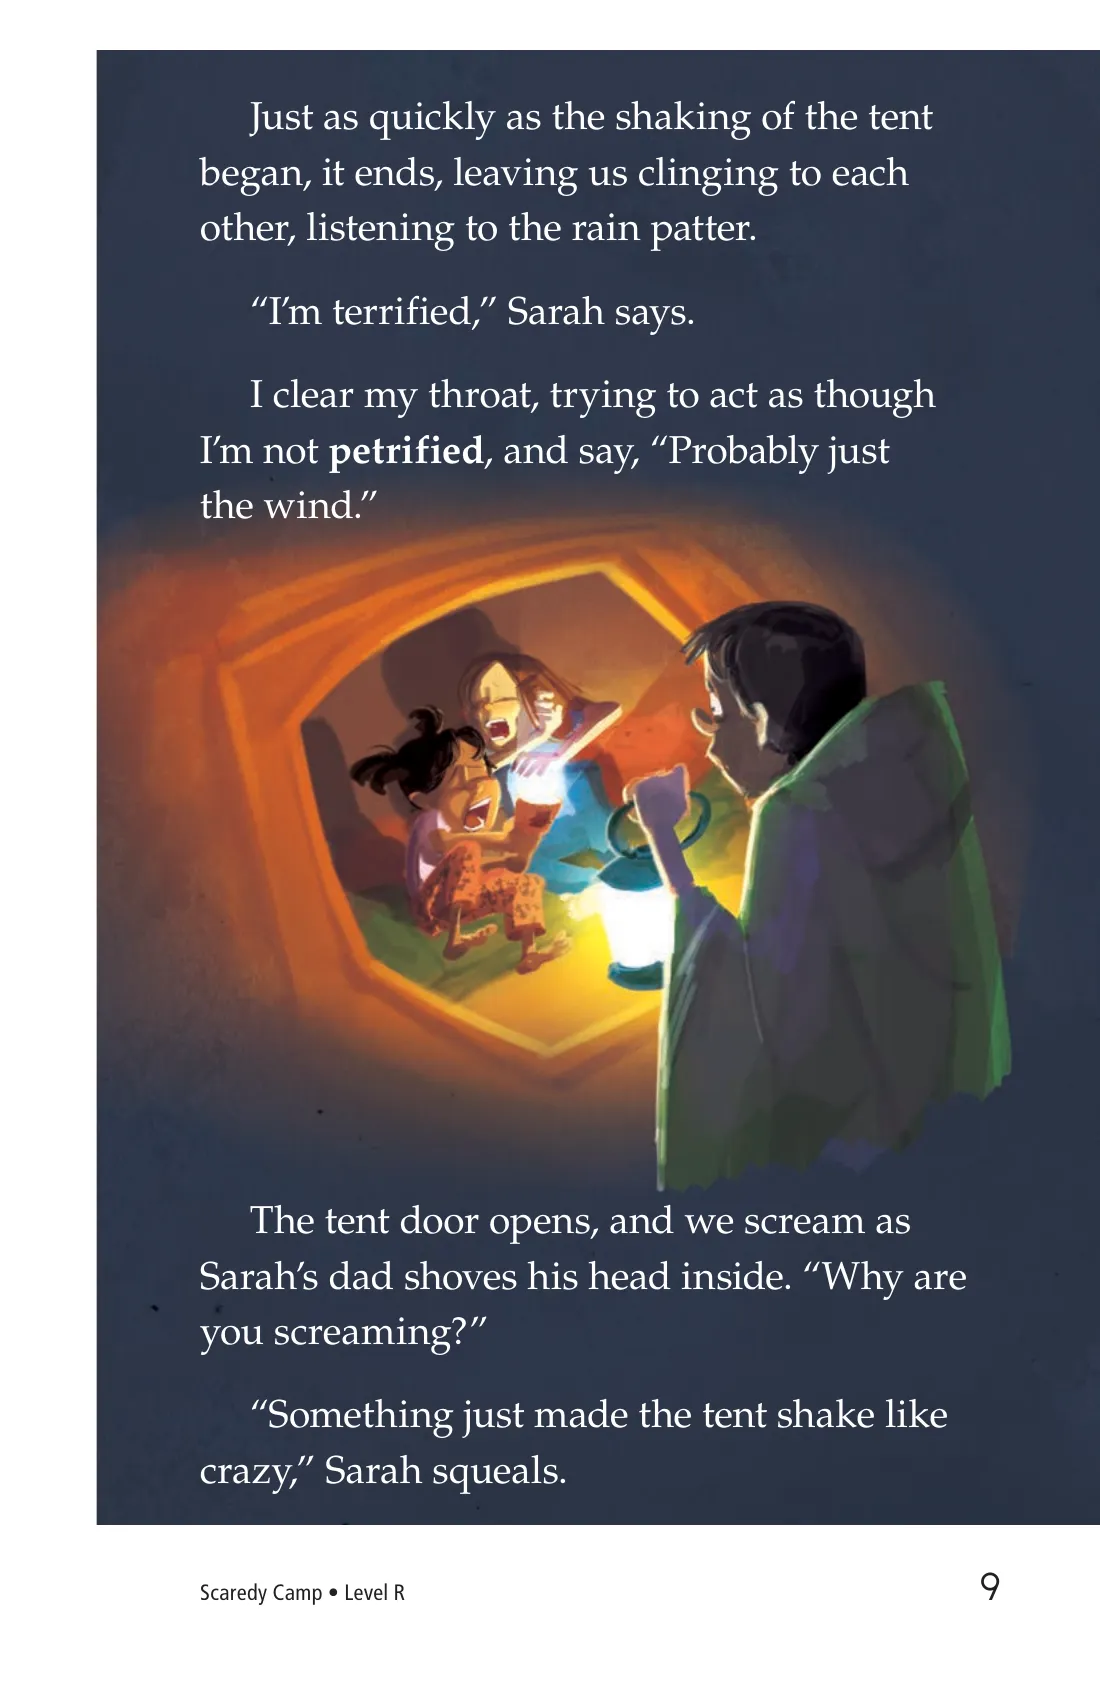 Just as quickly as the shaking of the tent
began, it ends, leaving us clinging to each
other, listening to the rain patter.
“I’m terrified,” Sarah says.
I clear my throat, trying to act as though
I’m not petrified, and say, “Probably just
the wind.”
The tent door opens, and we scream as
Sarah’s dad shoves his head inside. “Why are
you screaming?”
“Something just made the tent shake like
crazy,” Sarah squeals.
Scaredy Camp • Level R
9